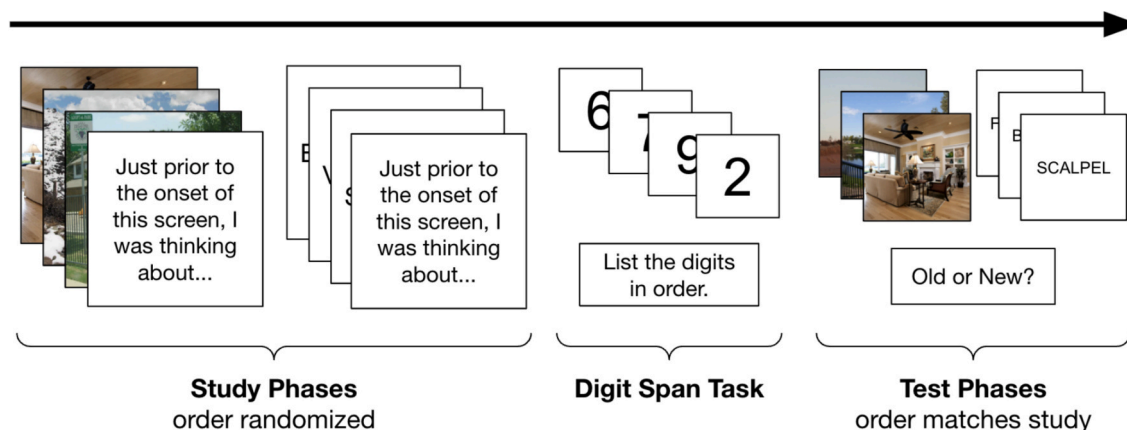 Just prior to
the onset of
this screen, I
was thinking
about...
Just prior to
the onset of
this screen, I
was thinking
about...
6
7
9
2
List the digits
in order.
SCALPEL
Old or New?
Study Phases
order randomized
Digit Span Task
Test Phases
order matches study